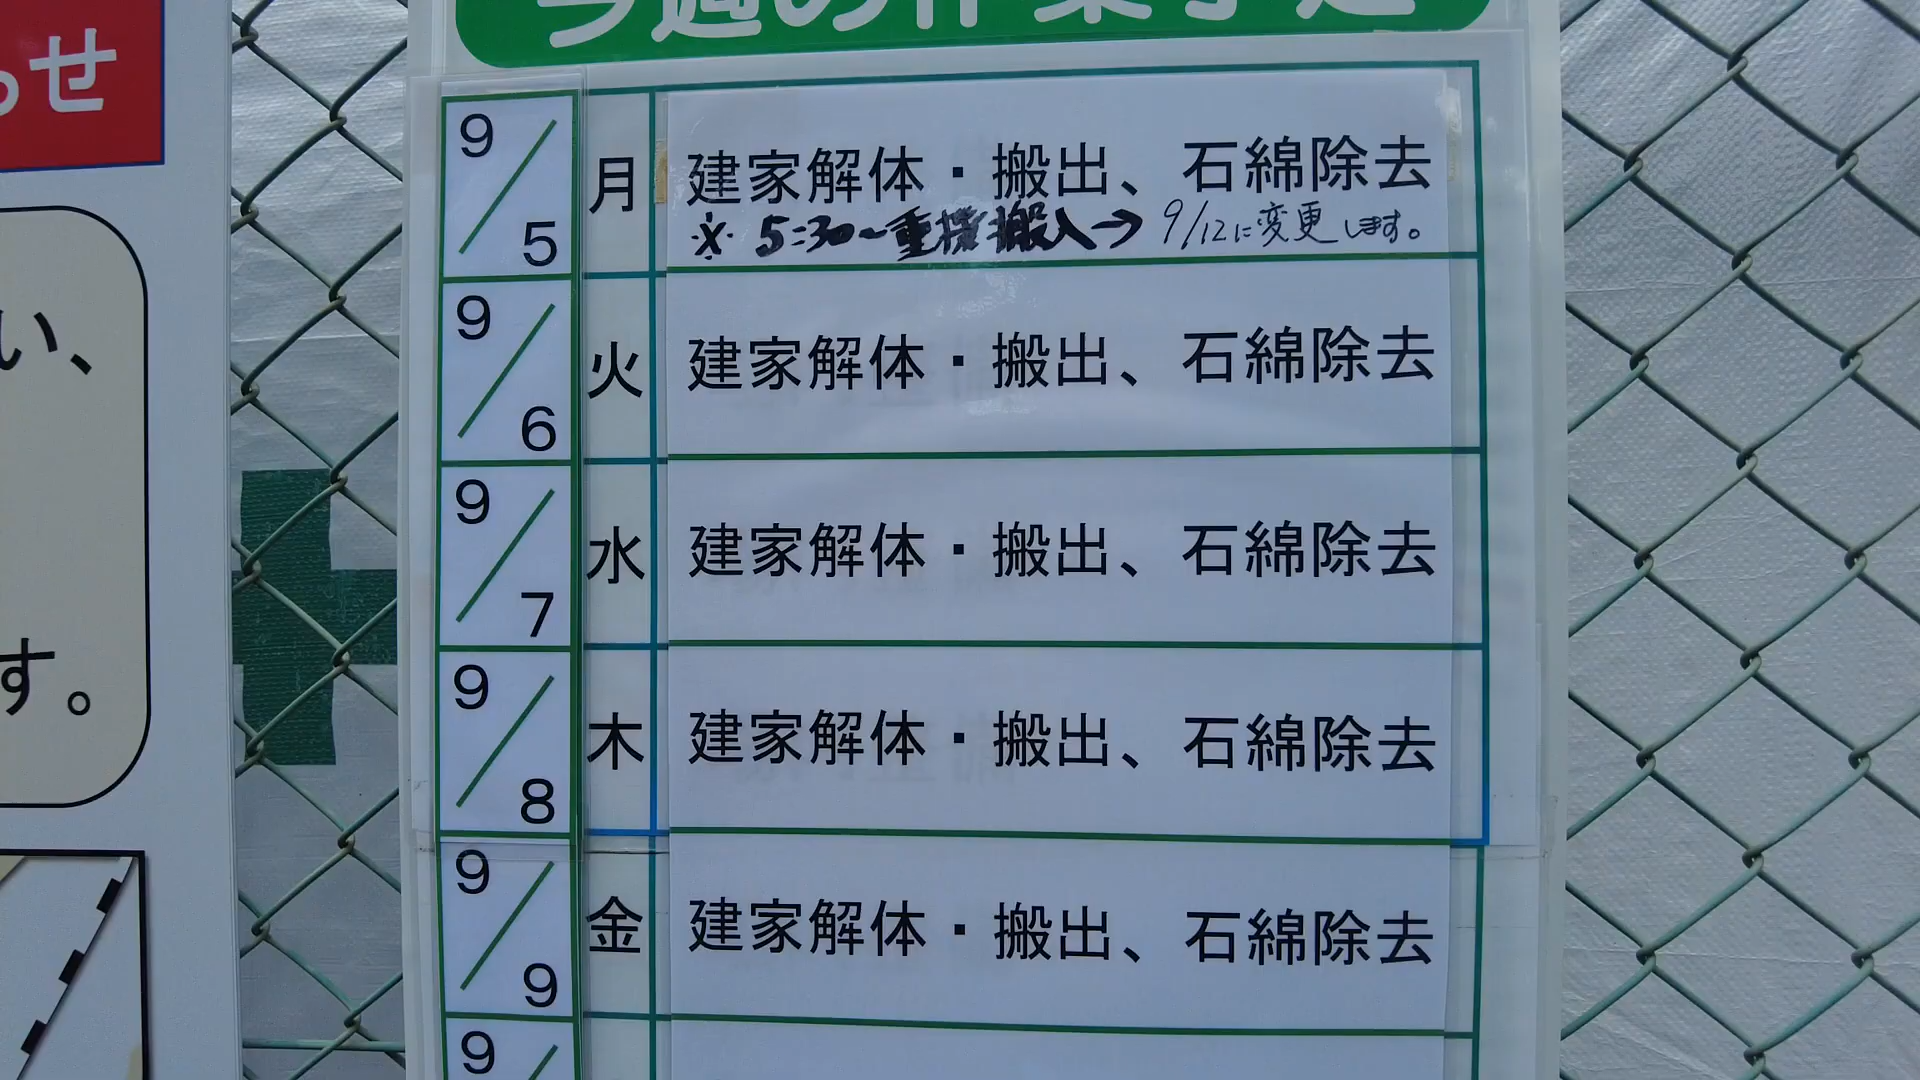 今週の作業予定
らせ
い、
す。
9/5 月 建家解体・搬出、石綿除去
※ 5:30~重機搬入→ 9/12に変更します。
9/6 火 建家解体・搬出、石綿除去
9/7 水 建家解体・搬出、石綿除去
9/8 木 建家解体・搬出、石綿除去
9/9 金 建家解体・搬出、石綿除去
9/